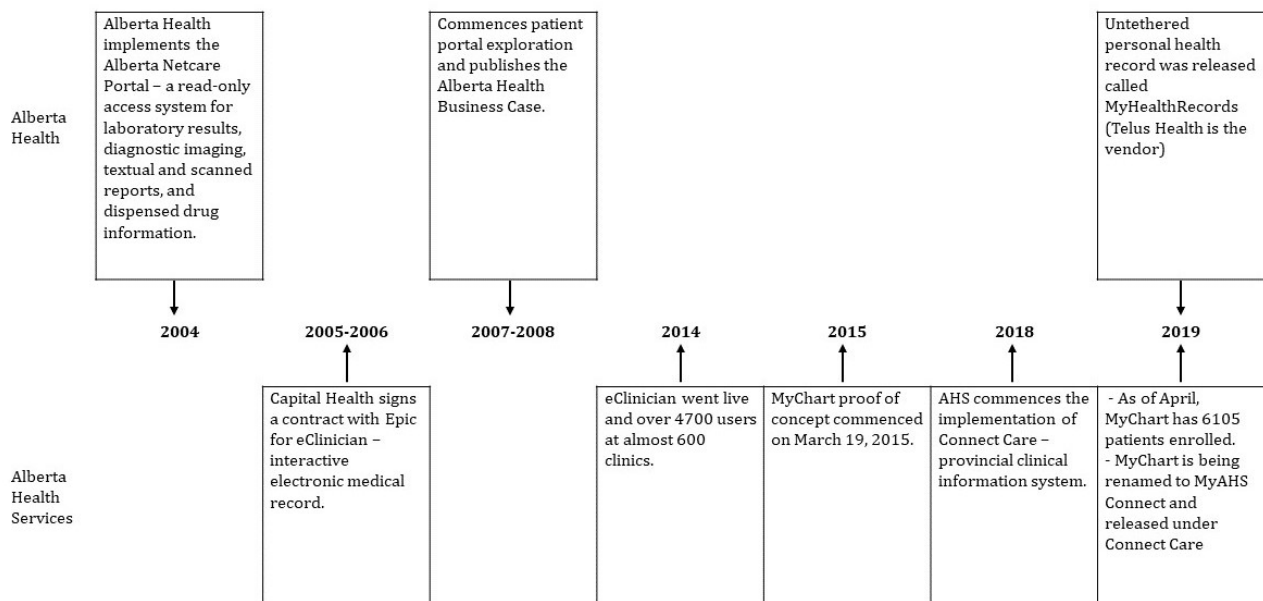 Alberta
Health
Alberta Health
implements the
Alberta Netcare
Portal – a read-only
access system for
laboratory results,
diagnostic imaging,
textual and scanned
reports, and
dispensed drug
information.
Commences patient
portal exploration
and publishes the
Alberta Health
Business Case.
Untethered
personal health
record was released
called
MyHealthRecords
(Telus Health is the
vendor)
2004
2005-2006
2007-2008
2014
2015
2018
2019
Alberta
Health
Services
Capital Health signs
a contract with Epic
for eClinician –
interactive
electronic medical
record.
eClinician went live
and over 4700 users
at almost 600
clinics.
MyChart proof of
concept commenced
on March 19, 2015.
AHS commences the
implementation of
Connect Care –
provincial clinical
information system.
- As of April,
MyChart has 6105
patients enrolled.
- MyChart is being
renamed to MyAHS
Connect and
released under
Connect Care